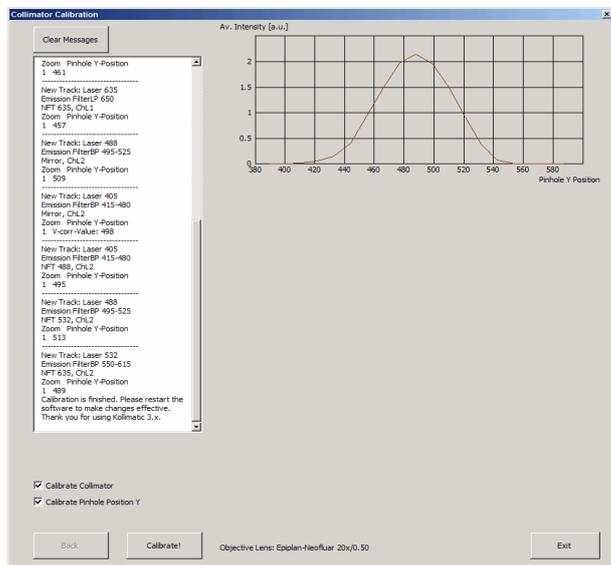 Collimator Calibration
Clear Messages
Zoom Pinhole Y-Position
1 461
--------------------------------
New Track: Laser 635
Emission FilterLP 650
NFT 635, ChL1
Zoom Pinhole Y-Position
1 457
--------------------------------
New Track: Laser 488
Emission FilterBP 495-525
Mirror, ChL2
Zoom Pinhole Y-Position
1 509
--------------------------------
New Track: Laser 405
Emission FilterBP 415-480
Mirror, ChL2
Zoom Pinhole Y-Position
1 Y-corr-Value: 498
--------------------------------
New Track: Laser 405
Emission FilterBP 415-480
NFT 488, ChL2
Zoom Pinhole Y-Position
1 495
--------------------------------
New Track: Laser 488
Emission FilterBP 495-525
NFT 532, ChL2
Zoom Pinhole Y-Position
1 513
--------------------------------
New Track: Laser 532
Emission FilterBP 550-615
NFT 635, ChL2
Zoom Pinhole Y-Position
1 489
Calibration is finished. Please restart the
software to make changes effective.
Thank you for using Kollimatic 3.x.
Av. Intensity [a.u.]
2
1.5
1
0.5
0
380 400 420 440 460 480 500 520 540 560 580
Pinhole Y Position
Calibrate Collimator
Calibrate Pinhole Position Y
Back
Calibrate!
Objective Lens: Epiplan-Neofluar 20x/0.50
Exit